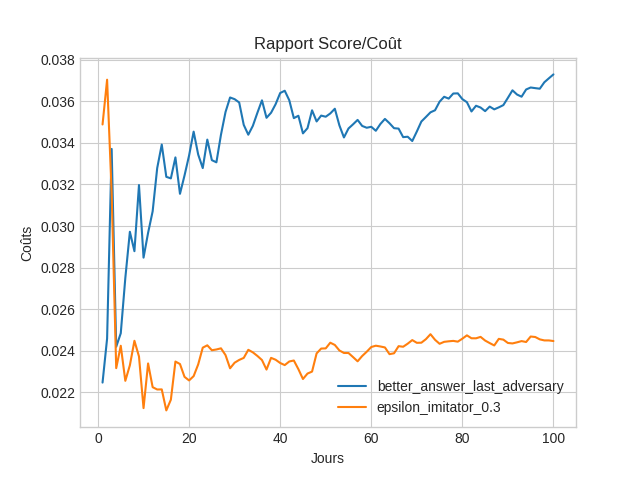 Rapport Score/Coût
0.038
0.036
0.034
0.032
0.030
0.028
0.026
0.024
0.022
Coûts
0 20 40 60 80 100
Jours
better_answer_last_adversary
epsilon_imitator_0.3